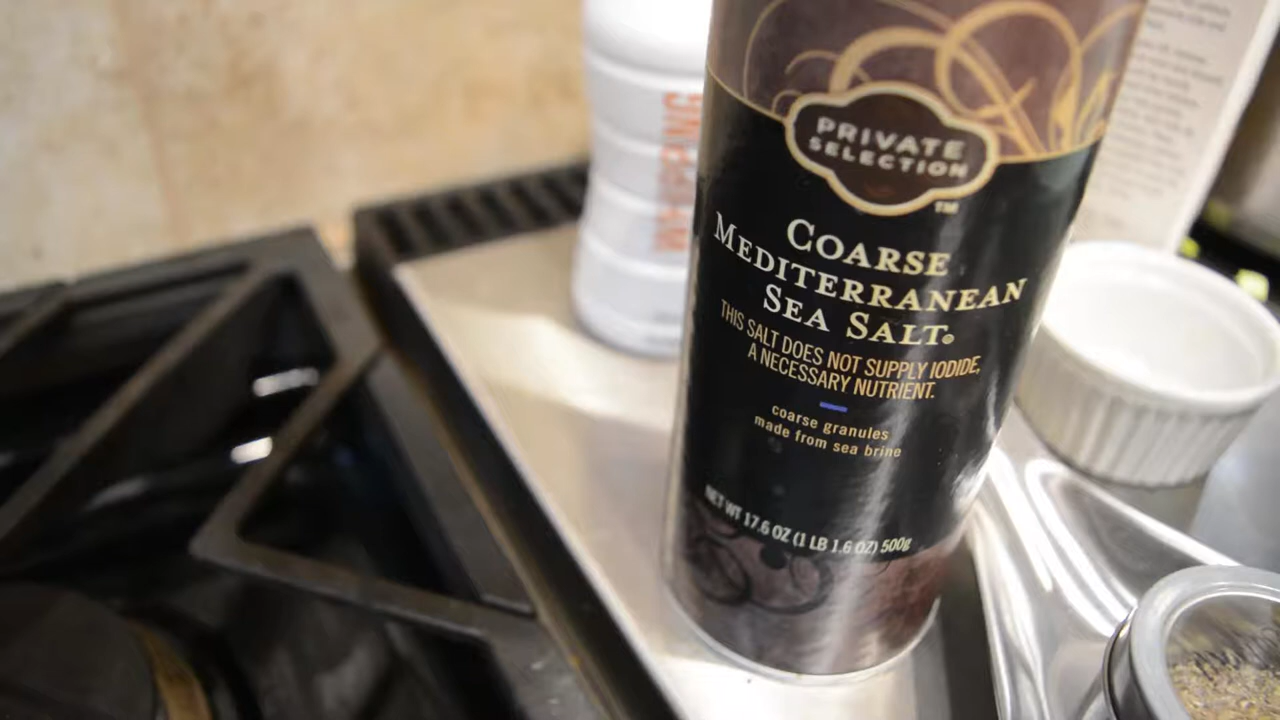 WHIPPING
PRIVATE
SELECTION
TM
COARSE
MEDITERRANEAN
SEA SALT
THIS SALT DOES NOT SUPPLY IODIDE,
A NECESSARY NUTRIENT.
coarse granules
made from sea brine
NET WT 17.6 OZ (1 LB 1.6 OZ) 500g